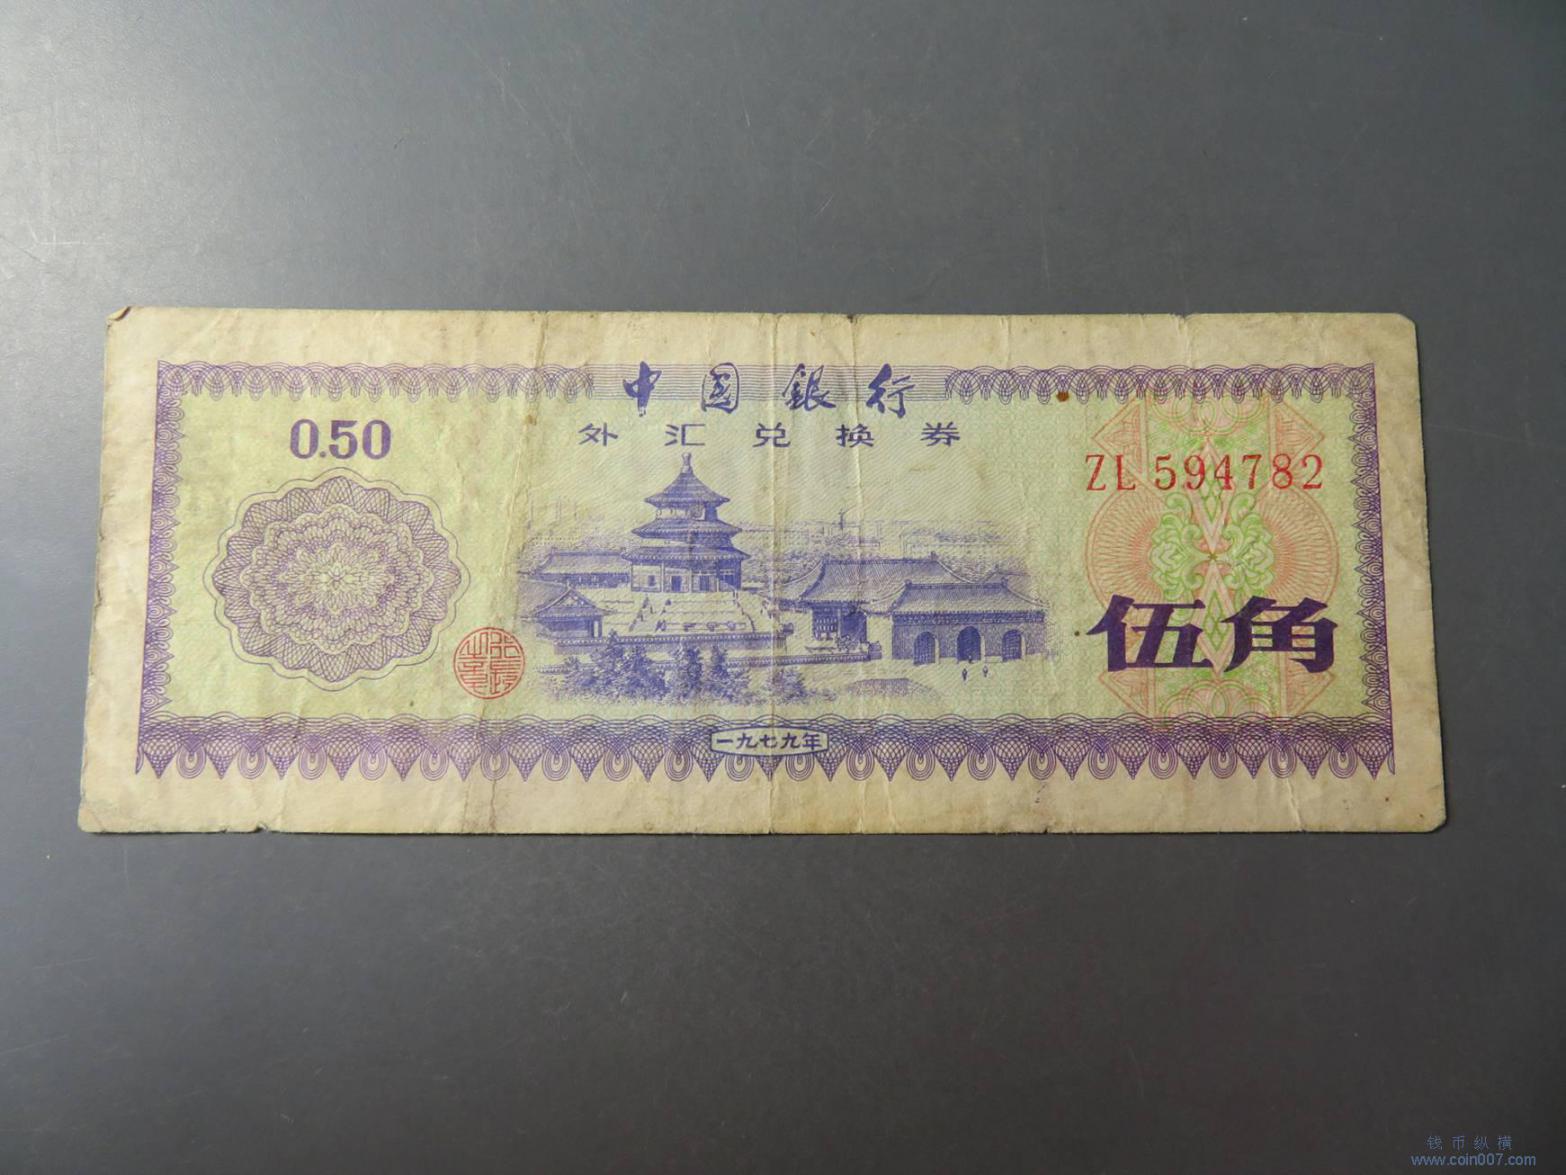 中国銀行
外汇兑换券
0.50
ZL 594782
伍角
一九七九年
钱币纵横
www.coin007.com